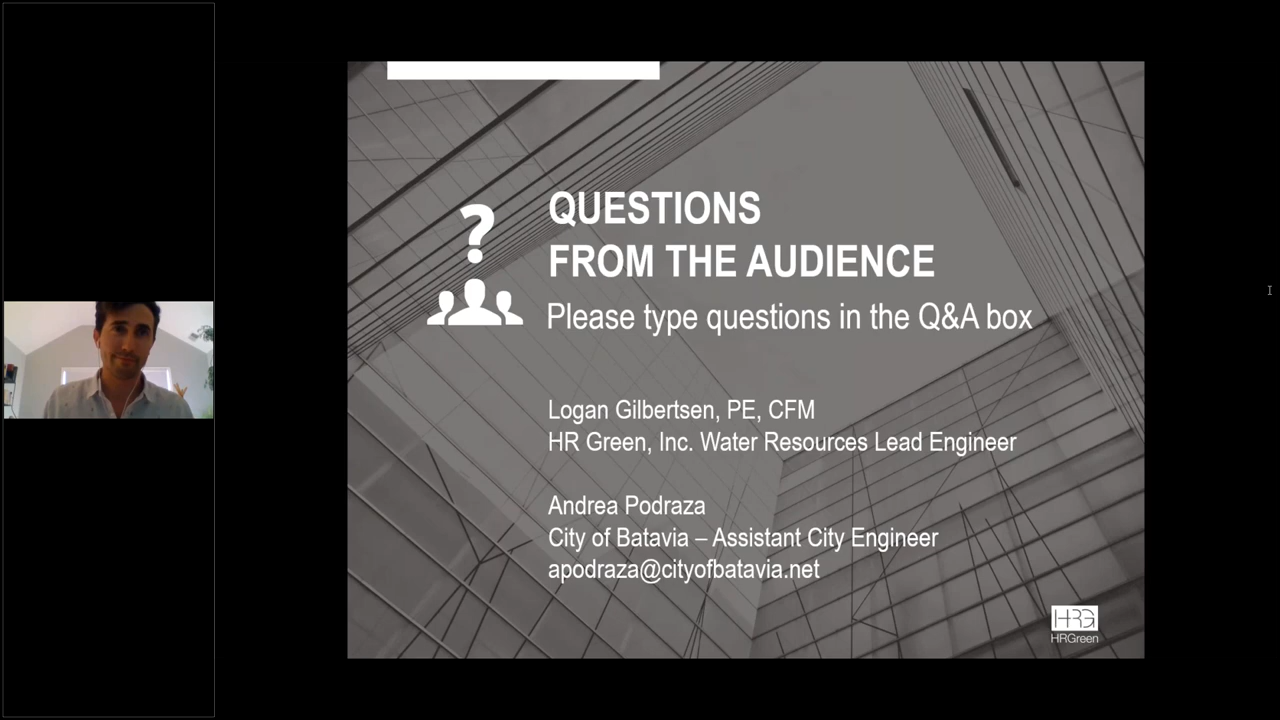 QUESTIONS
FROM THE AUDIENCE
Please type questions in the Q&A box
Logan Gilbertsen, PE, CFM
HR Green, Inc. Water Resources Lead Engineer
Andrea Podraza
City of Batavia – Assistant City Engineer
apodraza@cityofbatavia.net
HRG
HRGreen